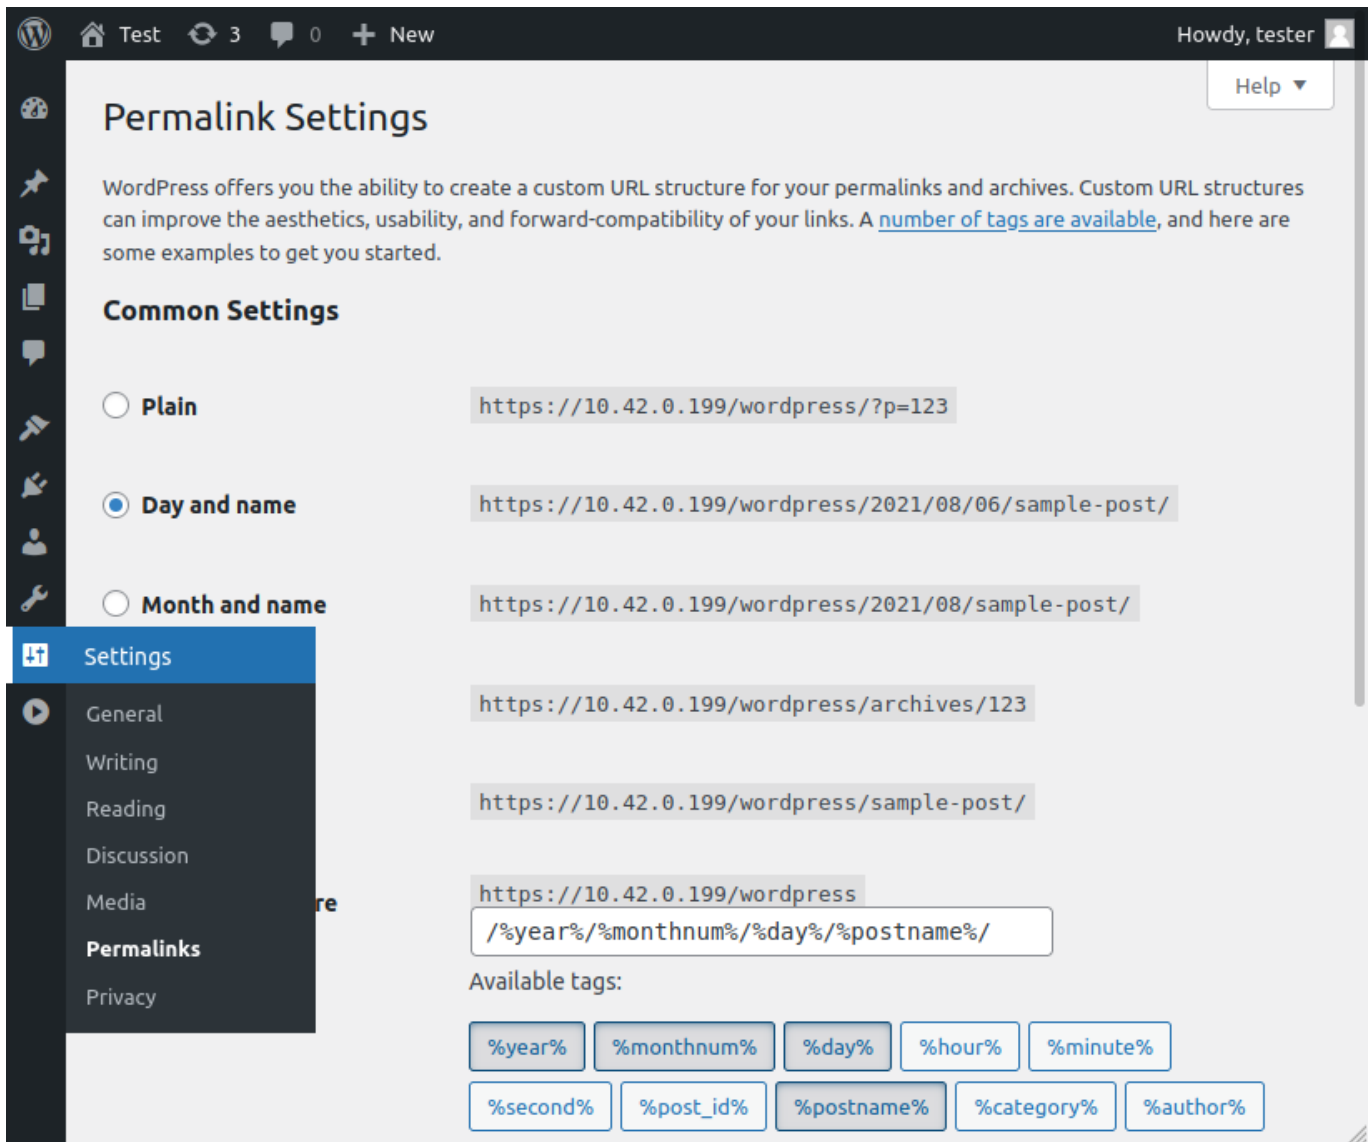 Test 3 0 New Howdy, tester
Help
Permalink Settings
WordPress offers you the ability to create a custom URL structure for your permalinks and archives. Custom URL structures
can improve the aesthetics, usability, and forward-compatibility of your links. A number of tags are available, and here are
some examples to get you started.
Common Settings
Plain https://10.42.0.199/wordpress/?p=123
Day and name https://10.42.0.199/wordpress/2021/08/06/sample-post/
Month and name https://10.42.0.199/wordpress/2021/08/sample-post/
Settings
General
Writing
Reading
Discussion
Media
Permalinks
Privacy
https://10.42.0.199/wordpress/archives/123
https://10.42.0.199/wordpress/sample-post/
re https://10.42.0.199/wordpress
/%year%/%monthnum%/%day%/%postname%/
Available tags:
%year% %monthnum% %day% %hour% %minute%
%second% %post_id% %postname% %category% %author%